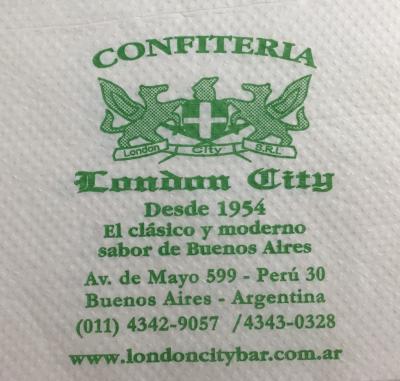 CONFITERIA
London City S.R.L.
London City
Desde 1954
El clásico y moderno
sabor de Buenos Aires
Av. de Mayo 599 - Perú 30
Buenos Aires - Argentina
(011) 4342-9057 /4343-0328
www.londoncitybar.com.ar